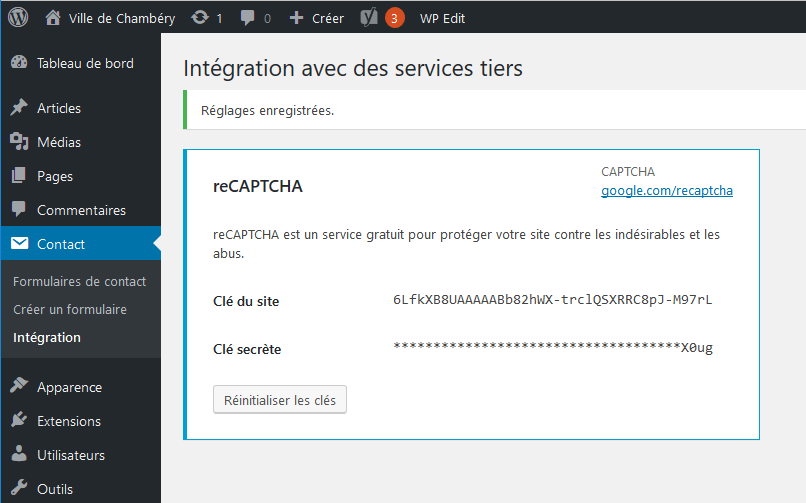 Ville de Chambéry 1 0 Créer 3 WP Edit
Tableau de bord
Articles
Médias
Pages
Commentaires
Contact
Formulaires de contact
Créer un formulaire
Intégration
Apparence
Extensions
Utilisateurs
Outils
Intégration avec des services tiers
Réglages enregistrées.
reCAPTCHA
CAPTCHA
google.com/recaptcha
reCAPTCHA est un service gratuit pour protéger votre site contre les indésirables et les
abus.
Clé du site 6LfkXB8UAAAAABb82hWX-trclQSXRRC8pJ-M97rL
Clé secrète ************************************X0ug
Réinitialiser les clés